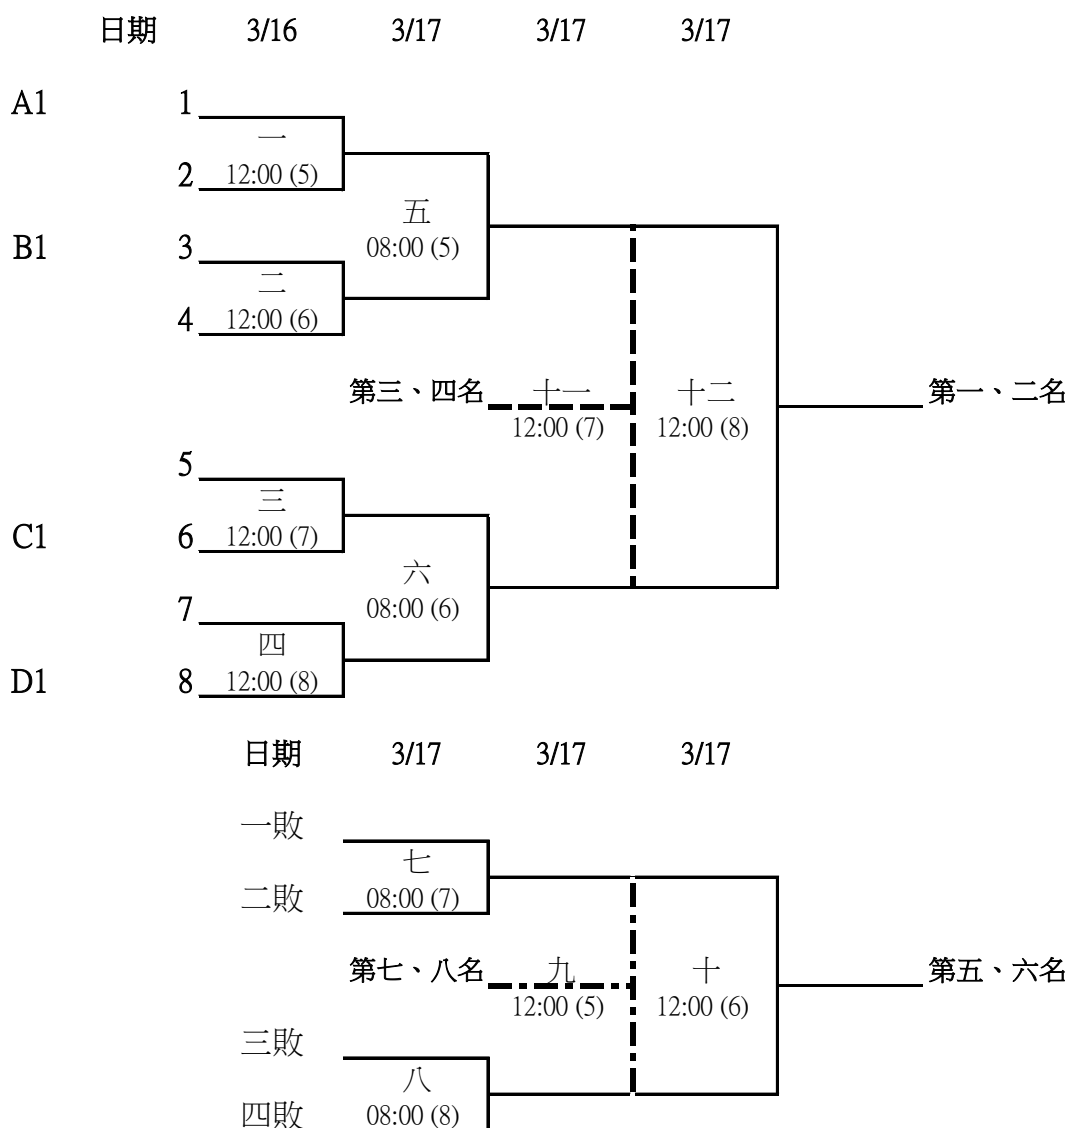 日期 3/16 3/17 3/17 3/17
A1 1
一
2 12:00 (5)
五
B1 3 08:00 (5)
二
4 12:00 (6)
第三、四名 十一 十二 第一、二名
12:00 (7) 12:00 (8)
5
三
C1 6 12:00 (7)
六
7 08:00 (6)
四
D1 8 12:00 (8)
日期 3/17 3/17 3/17
一敗
七
二敗 08:00 (7)
第七、八名 九 十 第五、六名
12:00 (5) 12:00 (6)
三敗
八
四敗 08:00 (8)